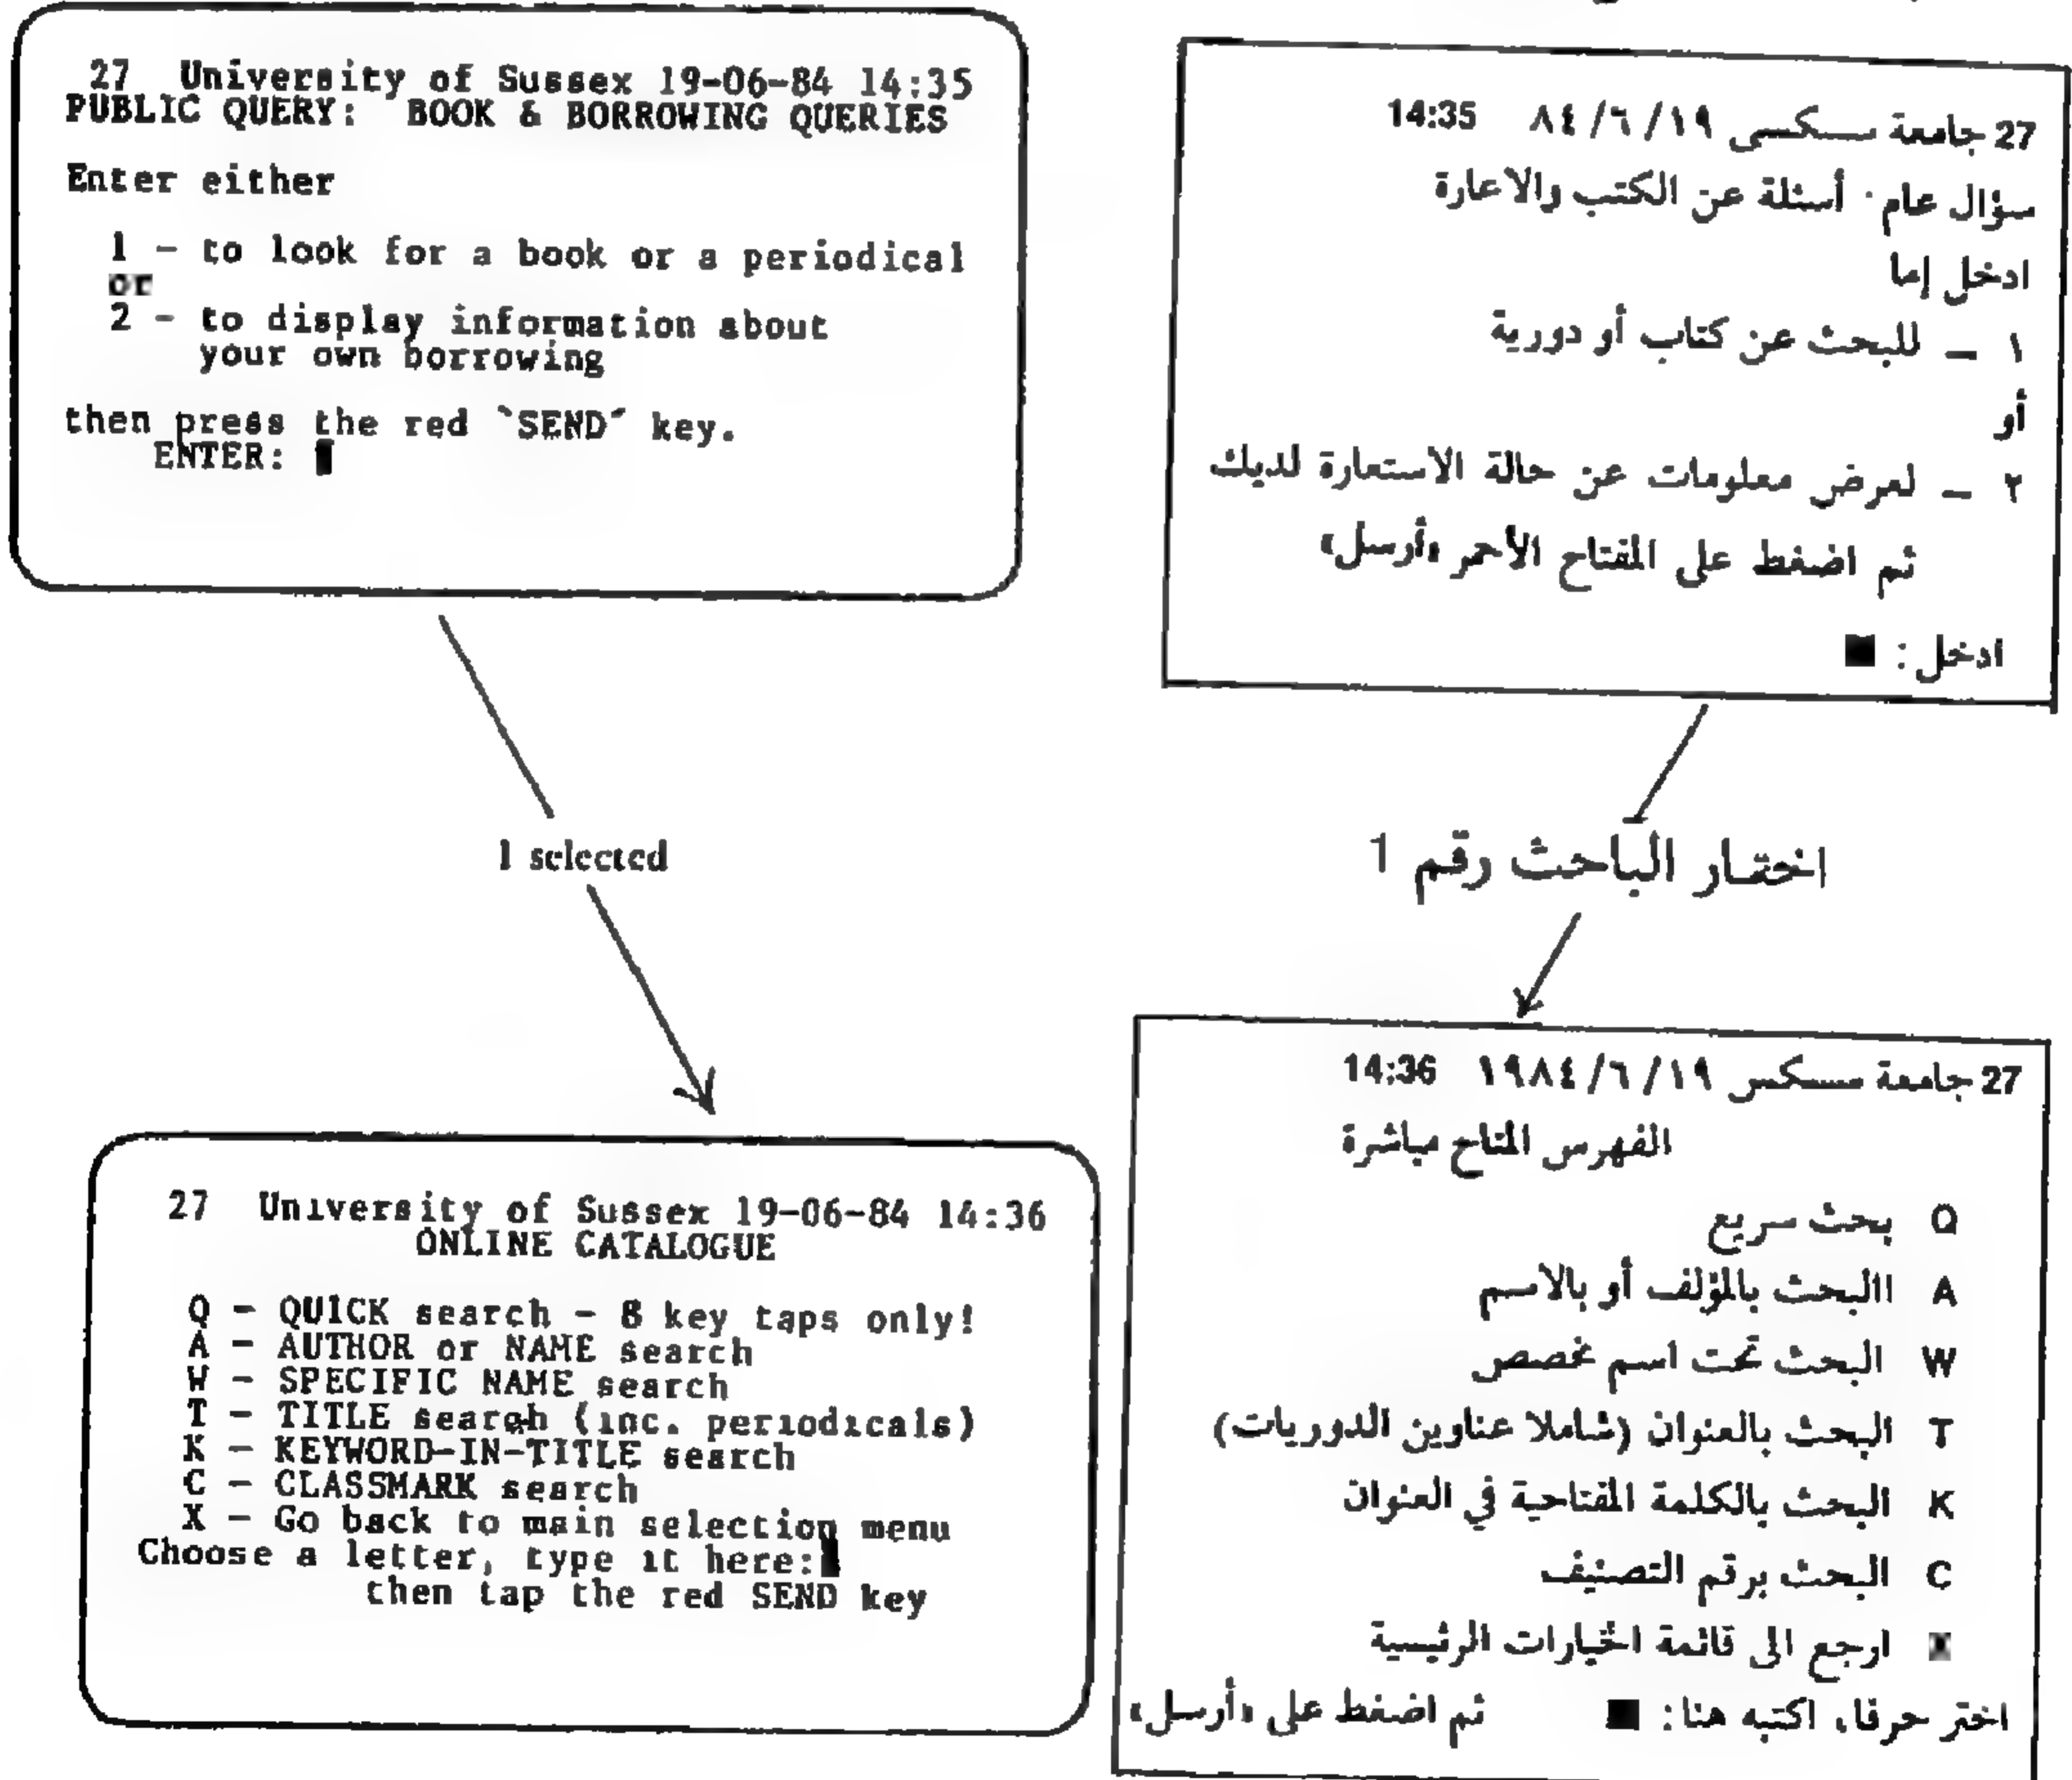 27 University of Sussex 19-06-84 14:35
PUBLIC QUERY: BOOK & BORROWING QUERIES
Enter either
1 - to look for a book or a periodical
or
2 - to display information about
your own borrowing
then press the red `SEND´ key.
ENTER:
1 selected
27 University of Sussex 19-06-84 14:36
ONLINE CATALOGUE
Q - QUICK search - 8 key taps only!
A - AUTHOR or NAME search
W - SPECIFIC NAME search
T - TITLE search (inc. periodicals)
K - KEYWORD-IN-TITLE search
C - CLASSMARK search
X - Go back to main selection menu
Choose a letter, type it here:
then tap the red SEND key
27 جامعة سسكسى ١٩/٦/٨٤ 14:35
سؤال عام · أسئلة عن الكتب والاعارة
ادخل إما
١ – للبحث عن كتاب أو دورية
أو
٢ – لعرض معلومات عن حالة الاستعارة لديك
ثم اضغط على المفتاح الأحمر «أرسل»
ادخل :
اختار الباحث رقم 1
27 جامعة سسكس ١٩/٦/١٩٨٤ 14:36
الفهرس المتاح مباشرة
Q بحث سريع
A االبحث بالمؤلف أو بالاسم
W البحث تحت اسم مخصص
T البحث بالعنوان (شاملا عناوين الدوريات)
K البحث بالكلمة المفتاحية في العنوان
C البحث برقم التصنيف
X ارجع الى قائمة الخيارات الرئيسية
اختر حرفا، اكتبه هنا: ثم اضغط على «أرسل»